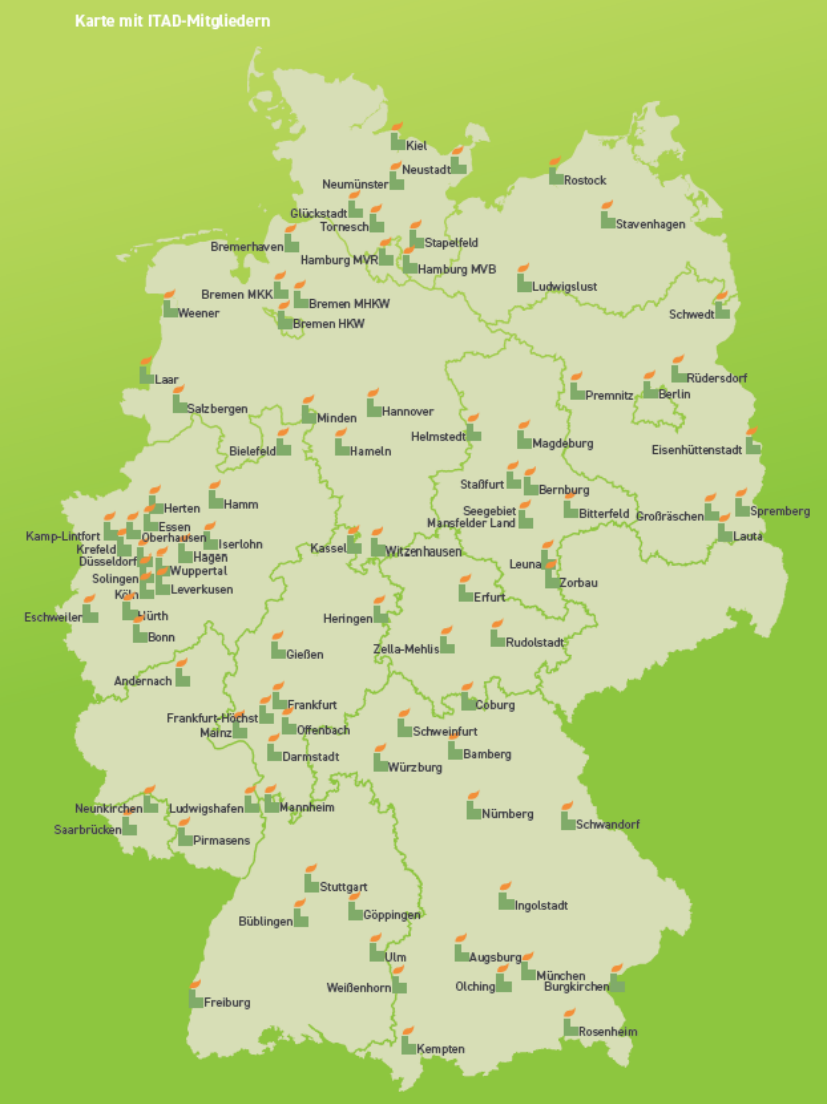 Karte mit ITAD-Mitgliedern
Kiel
Neustadt
Neumünster
Rostock
Glückstadt
Tornesch
Stavenhagen
Bremerhaven
Stapelfeld
Hamburg MVR
Hamburg MVB
Ludwigslust
Bremen MKK
Bremen MHKW
Weener
Schwedt
Bremen HKW
Laar
Rüdersdorf
Premnitz
Berlin
Salzbergen
Minden
Hannover
Helmstedt
Magdeburg
Bielefeld
Hameln
Eisenhüttenstadt
Staßfurt
Bernburg
Hamm
Herten
Seegebiet
Mansfelder Land
Bitterfeld
Großräschen
Spremberg
Essen
Kamp-Lintfort
Oberhausen
Lauta
Iserlohn
Krefeld
Kassel
Witzenhausen
Hagen
Düsseldorf
Leuna
Wuppertal
Solingen
Zorbau
Leverkusen
Köln
Erfurt
Eschweiler
Hürth
Heringen
Bonn
Rudolstadt
Zella-Mehlis
Gießen
Andernach
Frankfurt
Coburg
Frankfurt-Höchst
Offenbach
Mainz
Schweinfurt
Bamberg
Darmstadt
Würzburg
Neunkirchen
Ludwigshafen
Mannheim
Nürnberg
Schwandorf
Saarbrücken
Pirmasens
Stuttgart
Ingolstadt
Göppingen
Büblingen
Ulm
Augsburg
München
Weißenhorn
Olching
Burgkirchen
Freiburg
Rosenheim
Kempten